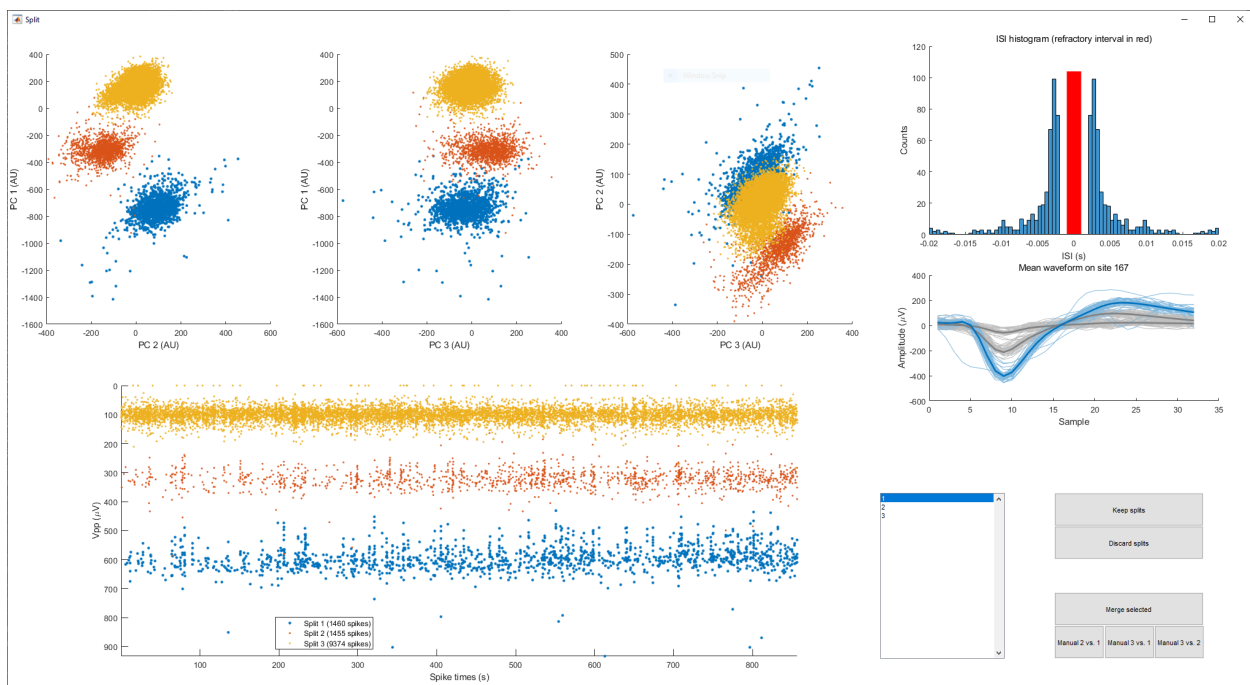 Split
400
200
0
-200
-400
-600
-800
-1000
-1200
-1400
-1600
-400 -200 0 200 400 600
PC 1 (AU)
PC 2 (AU)
400
200
0
-200
-400
-600
-800
-1000
-1200
-1400
-1600
-600 -400 -200 0 200 400 600
PC 1 (AU)
PC 3 (AU)
500
400
300
200
100
0
-100
-200
-300
-400
-600 -400 -200 0 200 400
PC 2 (AU)
PC 3 (AU)
ISI histogram (refractory interval in red)
120
100
80
60
40
20
0
-0.02 -0.015 -0.01 -0.005 0 0.005 0.01 0.015 0.02
Counts
ISI (s)
Mean waveform on site 167
400
200
0
-200
-400
-600
0 5 10 15 20 25 30 35
Amplitude (μV)
Sample
0
100
200
300
400
500
600
700
800
900
100 200 300 400 500 600 700 800
Vpp (μV)
Spike times (s)
Split 1 (1460 spikes)
Split 2 (1455 spikes)
Split 3 (9374 spikes)
1
2
3
Keep splits
Discard splits
Merge selected
Manual 2 vs. 1 Manual 3 vs. 1 Manual 3 vs. 2